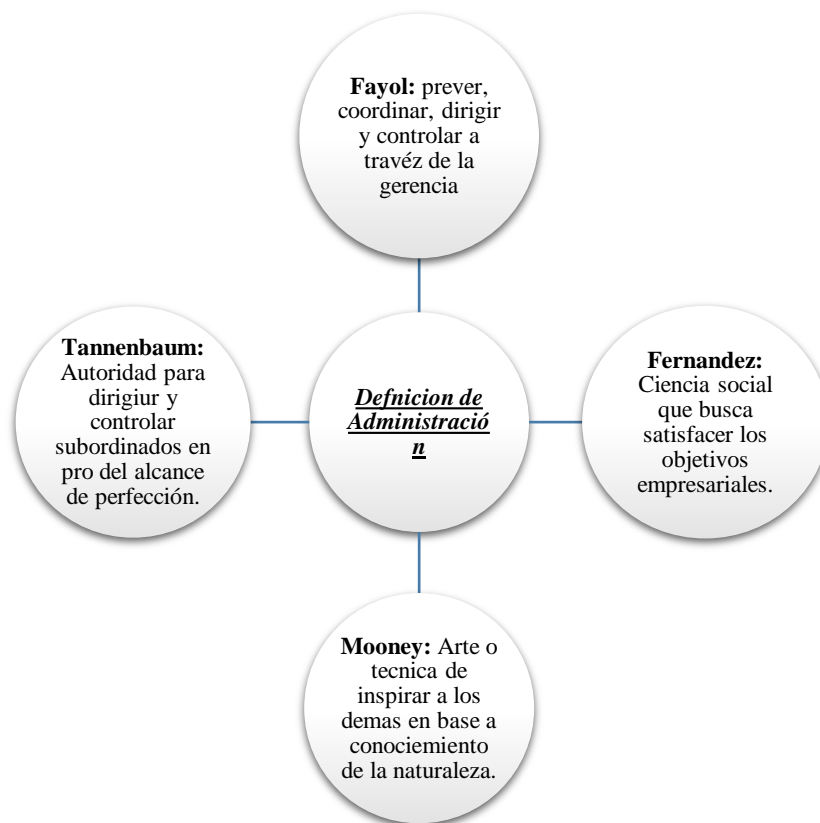 Fayol: prever,
coordinar, dirigir
y controlar a
travéz de la
gerencia
Tannenbaum:
Autoridad para
dirigiur y
controlar
subordinados en
pro del alcance
de perfección.
Defnicion de
Administració
n
Fernandez:
Ciencia social
que busca
satisfacer los
objetivos
empresariales.
Mooney: Arte o
tecnica de
inspirar a los
demas en base a
conociemiento
de la naturaleza.